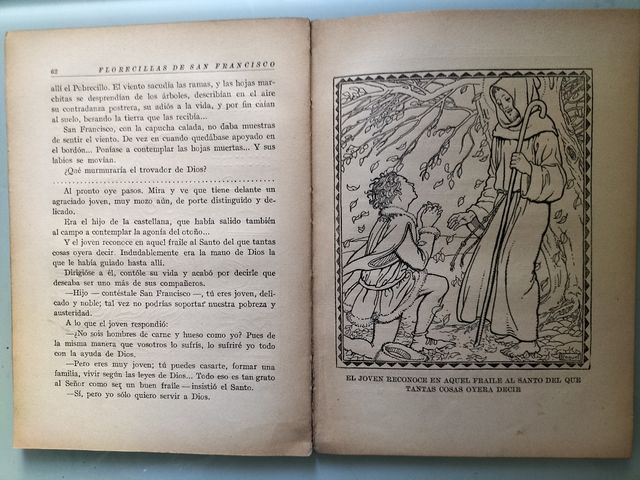 62 FLORECILLAS DE SAN FRANCISCO
allí el Pobrecillo. El viento sacudía las ramas, y las hojas mar-
chitas se desprendían de los árboles, describían en el aire
su contradanza postrera, su adiós a la vida, y por fin caían
al suelo, besando la tierra que las recibía...
San Francisco, con la capucha calada, no daba muestras
de sentir el viento. De vez en cuando quedábase apoyado en
el bordón... Poníase a contemplar las hojas muertas... Y sus
labios se movían.
¿Qué murmuraría el trovador de Dios?
Al pronto oye pasos. Mira y ve que tiene delante un
agraciado joven, muy mozo aún, de porte distinguido y de-
licado.
Era el hijo de la castellana, que había salido también
al campo a contemplar la agonía del otoño...
Y el joven reconoce en aquel fraile al Santo del que tantas
cosas oyera decir. Indudablemente era la mano de Dios la
que le había guiado hasta allí.
Dirigióse a él, contóle su vida y acabó por decirle que
deseaba ser uno más de sus compañeros.
—Hijo — contéstale San Francisco —, tú eres joven, deli-
cado y noble; tal vez no podrías soportar nuestra pobreza y
austeridad.
A lo que el joven respondió:
—¿No sois hombres de carne y hueso como yo? Pues de
la misma manera que vosotros lo sufrís, lo sufriré yo todo
con la ayuda de Dios.
—Pero eres muy joven; tú puedes casarte, formar una
familia, vivir según las leyes de Dios... Todo eso es tan grato
al Señor como ser un buen fraile — insistió el Santo.
—Sí, pero yo sólo quiero servir a Dios.
EL JOVEN RECONOCE EN AQUEL FRAILE AL SANTO DEL QUE
TANTAS COSAS OYERA DECIR